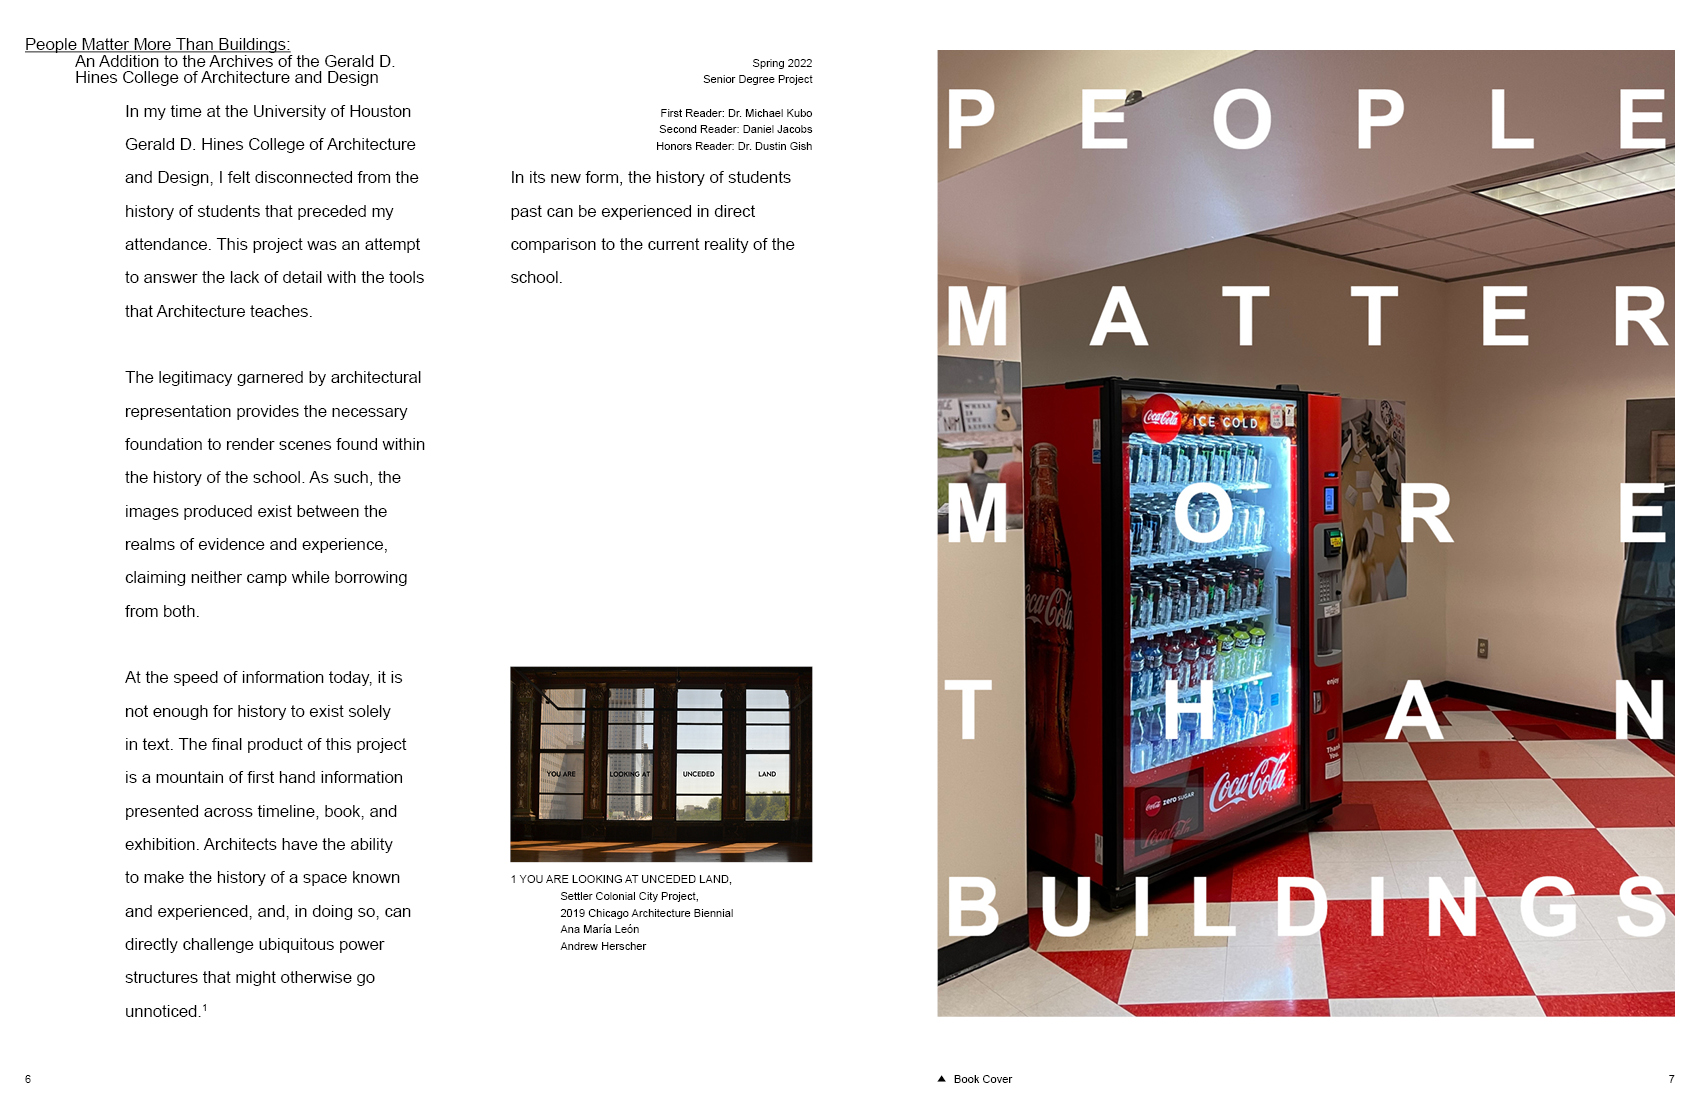 People Matter More Than Buildings:
An Addition to the Archives of the Gerald D.
Hines College of Architecture and Design
In my time at the University of Houston
Gerald D. Hines College of Architecture
and Design, I felt disconnected from the
history of students that preceded my
attendance. This project was an attempt
to answer the lack of detail with the tools
that Architecture teaches.
The legitimacy garnered by architectural
representation provides the necessary
foundation to render scenes found within
the history of the school. As such, the
images produced exist between the
realms of evidence and experience,
claiming neither camp while borrowing
from both.
At the speed of information today, it is
not enough for history to exist solely
in text. The final product of this project
is a mountain of first hand information
presented across timeline, book, and
exhibition. Architects have the ability
to make the history of a space known
and experienced, and, in doing so, can
directly challenge ubiquitous power
structures that might otherwise go
unnoticed.1
6
Spring 2022
Senior Degree Project
First Reader: Dr. Michael Kubo
Second Reader: Daniel Jacobs
Honors Reader: Dr. Dustin Gish
In its new form, the history of students
past can be experienced in direct
comparison to the current reality of the
school.
YOU ARE LOOKING AT UNCEDED LAND
1 YOU ARE LOOKING AT UNCEDED LAND,
Settler Colonial City Project,
2019 Chicago Architecture Biennial
Ana María León
Andrew Herscher
PEOPLE
MATTER
MORE
THAN
BUILDINGS
Coca-Cola
ICE COLD
Coca-Cola
enjoy
Thank
You
Coca-Cola
zero SUGAR
Coca-Cola
▲ Book Cover
7